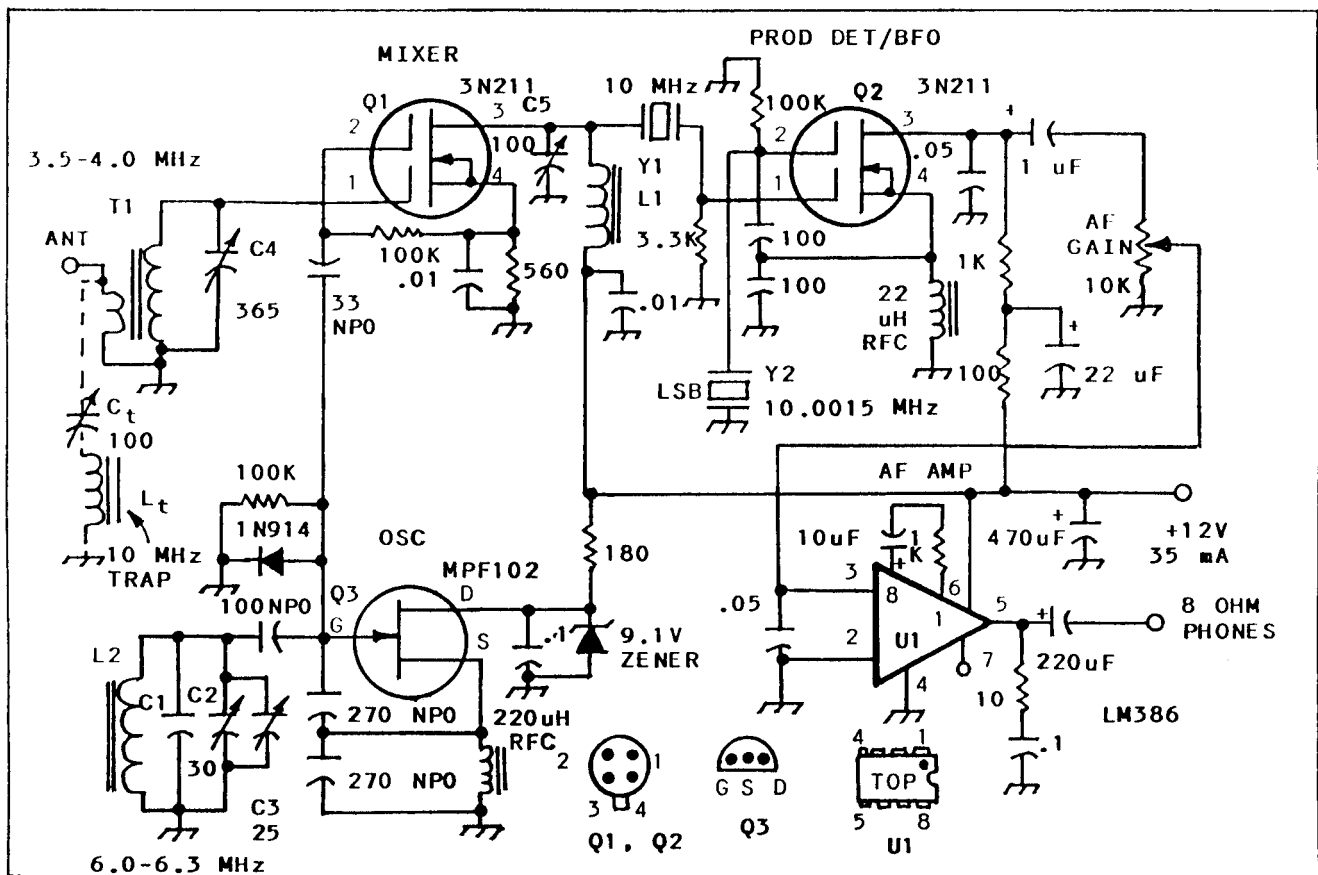 PROD DET/BFO
MIXER
3N211
Q1
C5
10 MHz
100K
Q2
3N211
2
3
100
2
3
+
3.5-4.0 MHz
1
4
Y1
1
.05
4
1 uF
T1
L1
ANT
C4
100K
3.3K
100
AF
GAIN
.01
560
1K
10K
365
33
NPO
.01
100
22
uH
RFC
+
100
22 uF
Ct
100
LSB
Y2
10.0015 MHz
100K
AF AMP
Lt
1N914
OSC
180
10uF
1
K
+
470uF
+
+12V
35 mA
10 MHz
TRAP
MPF102
3
8
6
100NPO
Q3
D
1
5
+
8 OHM
PHONES
G
S
.1
9.1V
ZENER
.05
2
U1
7
220uF
L2
C1
C2
4
10
LM386
270 NPO
220uH
RFC
2
1
4
1
.1
30
270 NPO
TOP
C3
25
3
4
G S D
5
8
Q1, Q2
Q3
U1
6.0-6.3 MHz